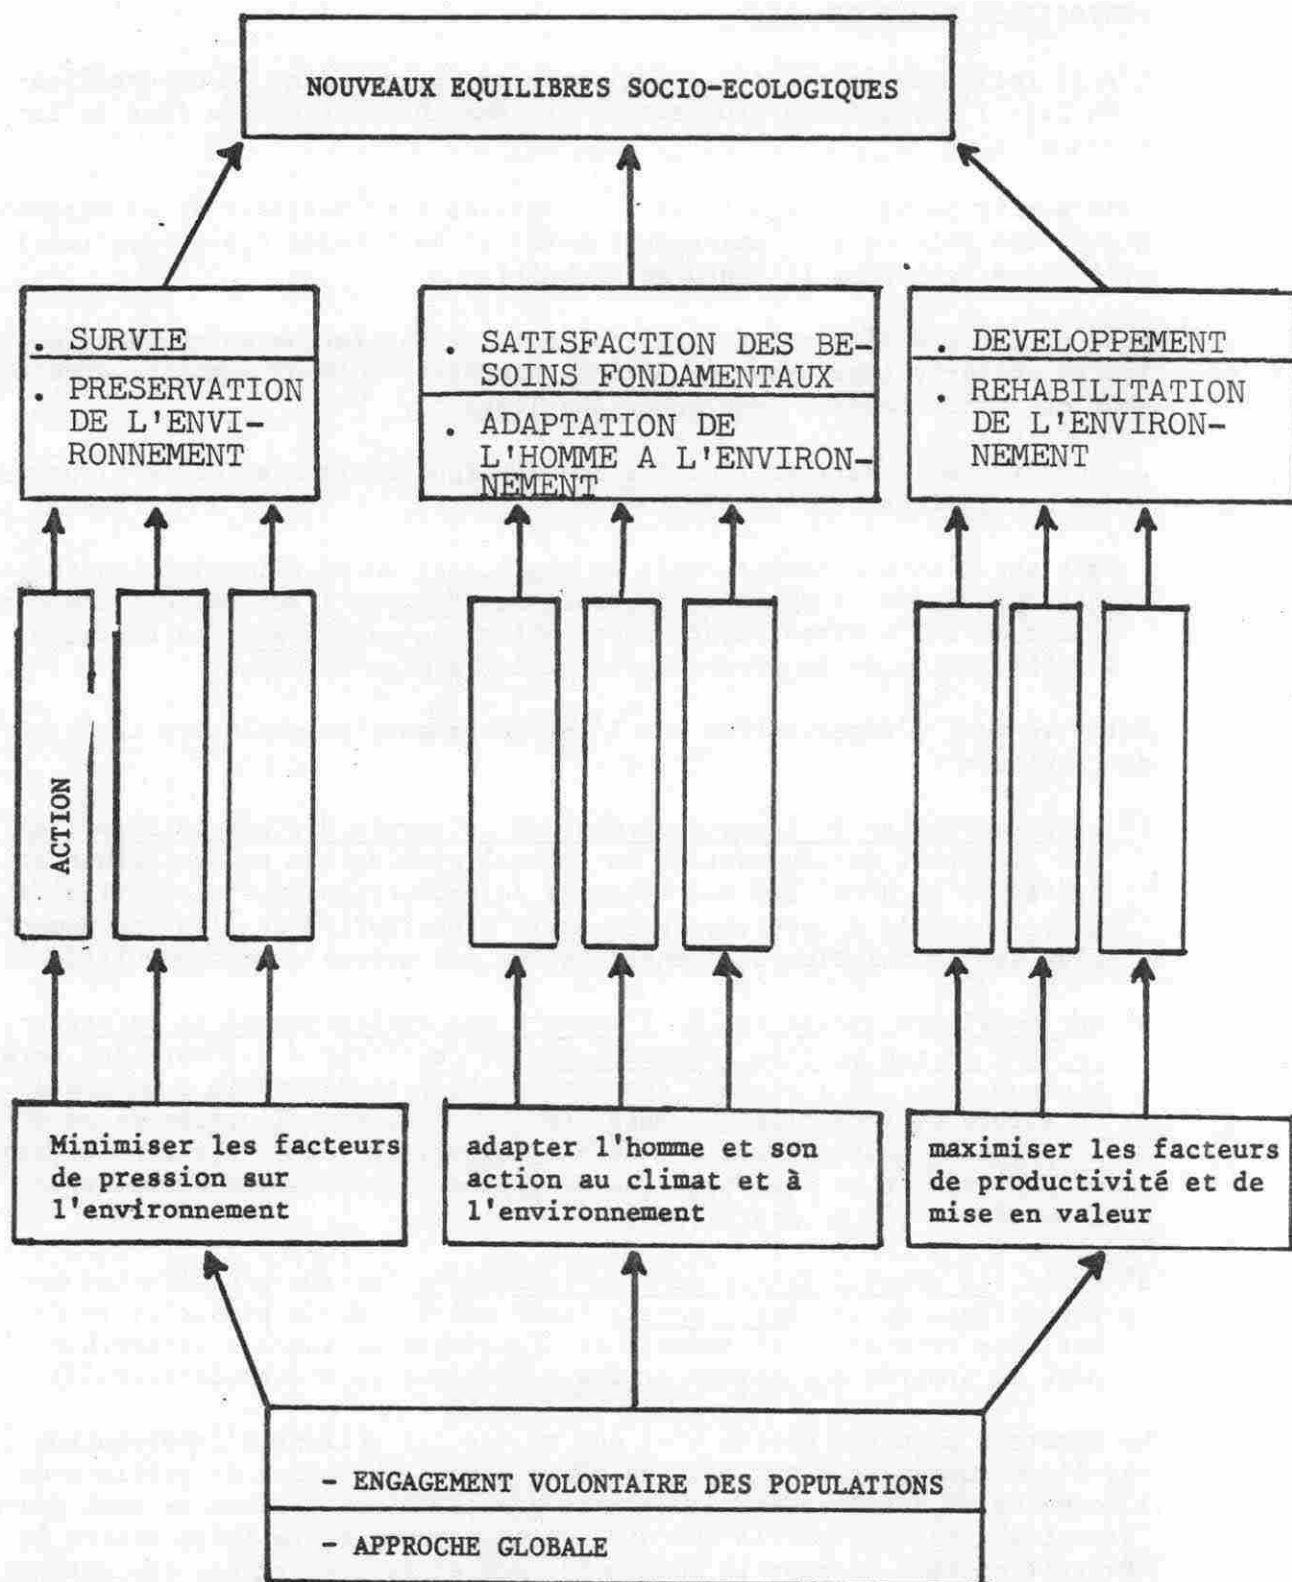 NOUVEAUX EQUILIBRES SOCIO-ECOLOGIQUES
. SURVIE
. PRESERVATION
DE L'ENVI-
RONNEMENT
. SATISFACTION DES BE-
SOINS FONDAMENTAUX
. ADAPTATION DE
L'HOMME A L'ENVIRON-
NEMENT
. DEVELOPPEMENT
. REHABILITATION
DE L'ENVIRON-
NEMENT
ACTION
Minimiser les facteurs
de pression sur
l'environnement
adapter l'homme et son
action au climat et à
l'environnement
maximiser les facteurs
de productivité et de
mise en valeur
- ENGAGEMENT VOLONTAIRE DES POPULATIONS
- APPROCHE GLOBALE